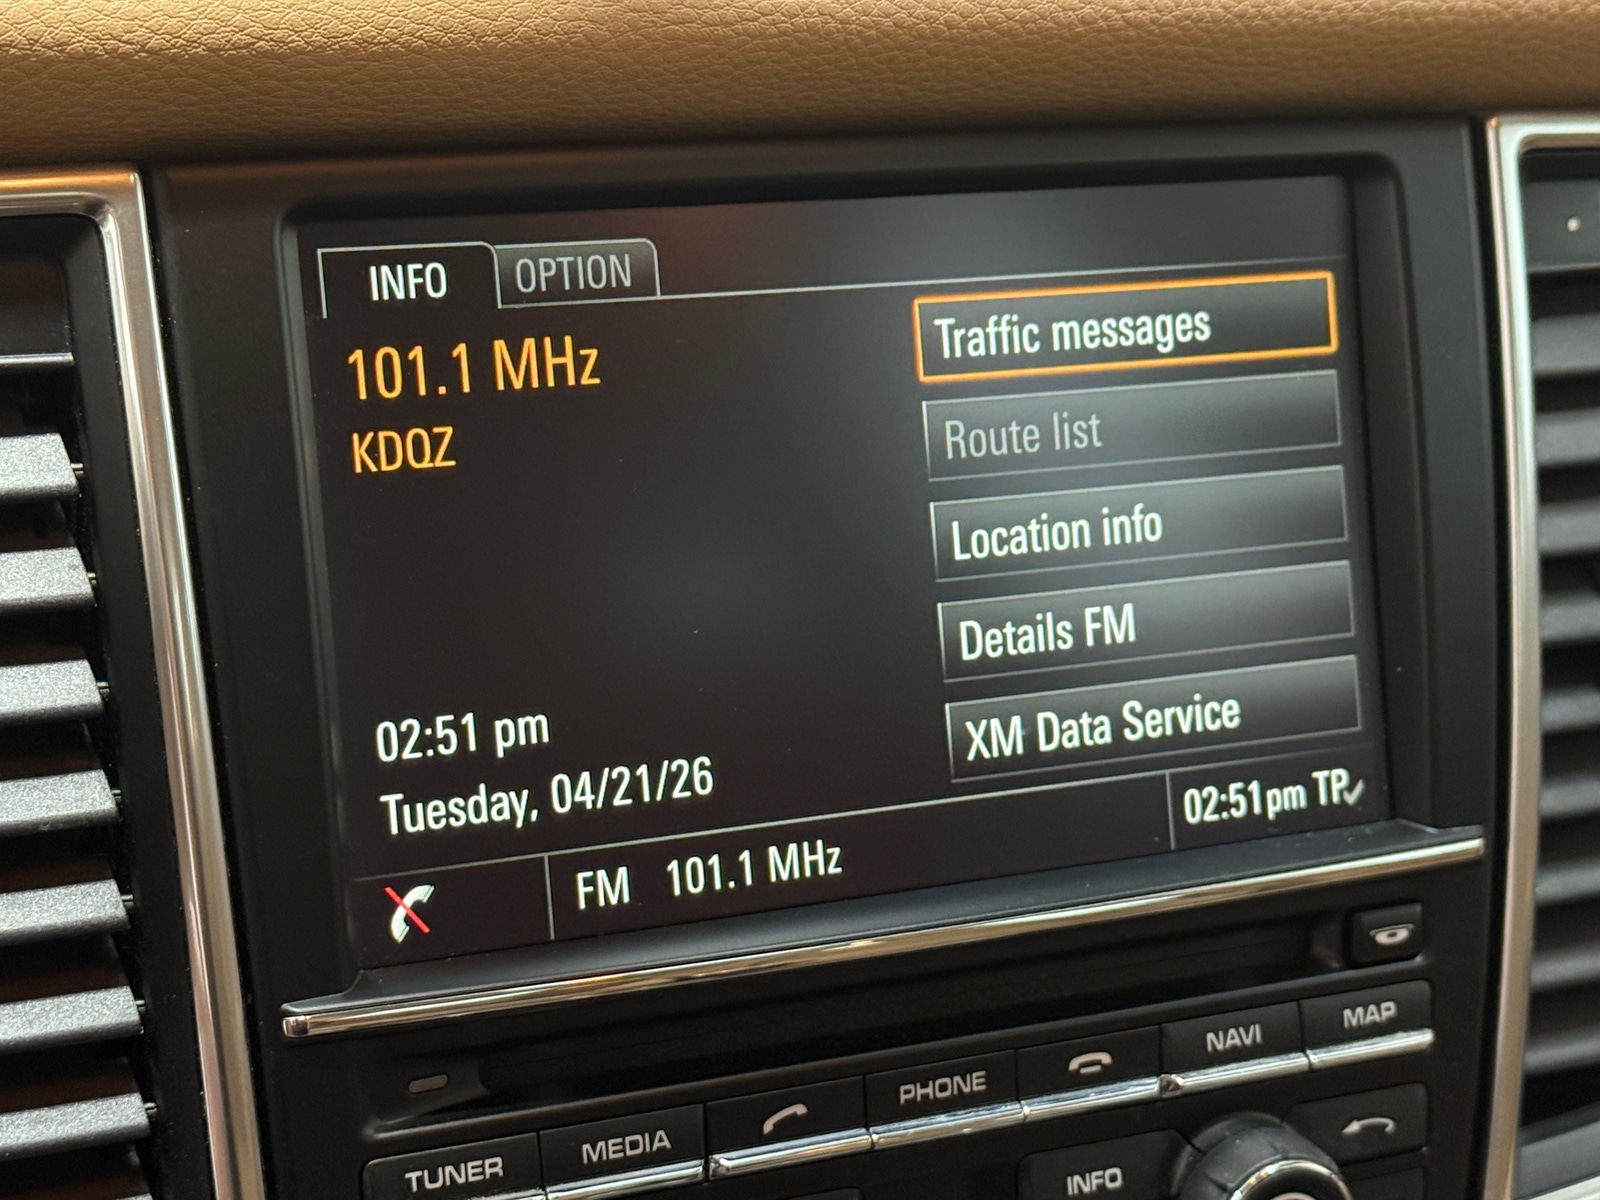 INFO
OPTION
101.1 MHz
KDQZ
Traffic messages
Route list
Location info
Details FM
XM Data Service
02:51 pm
Tuesday, 04/21/26
FM 101.1 MHz
02:51pm TP
TUNER
MEDIA
PHONE
NAVI
MAP
INFO